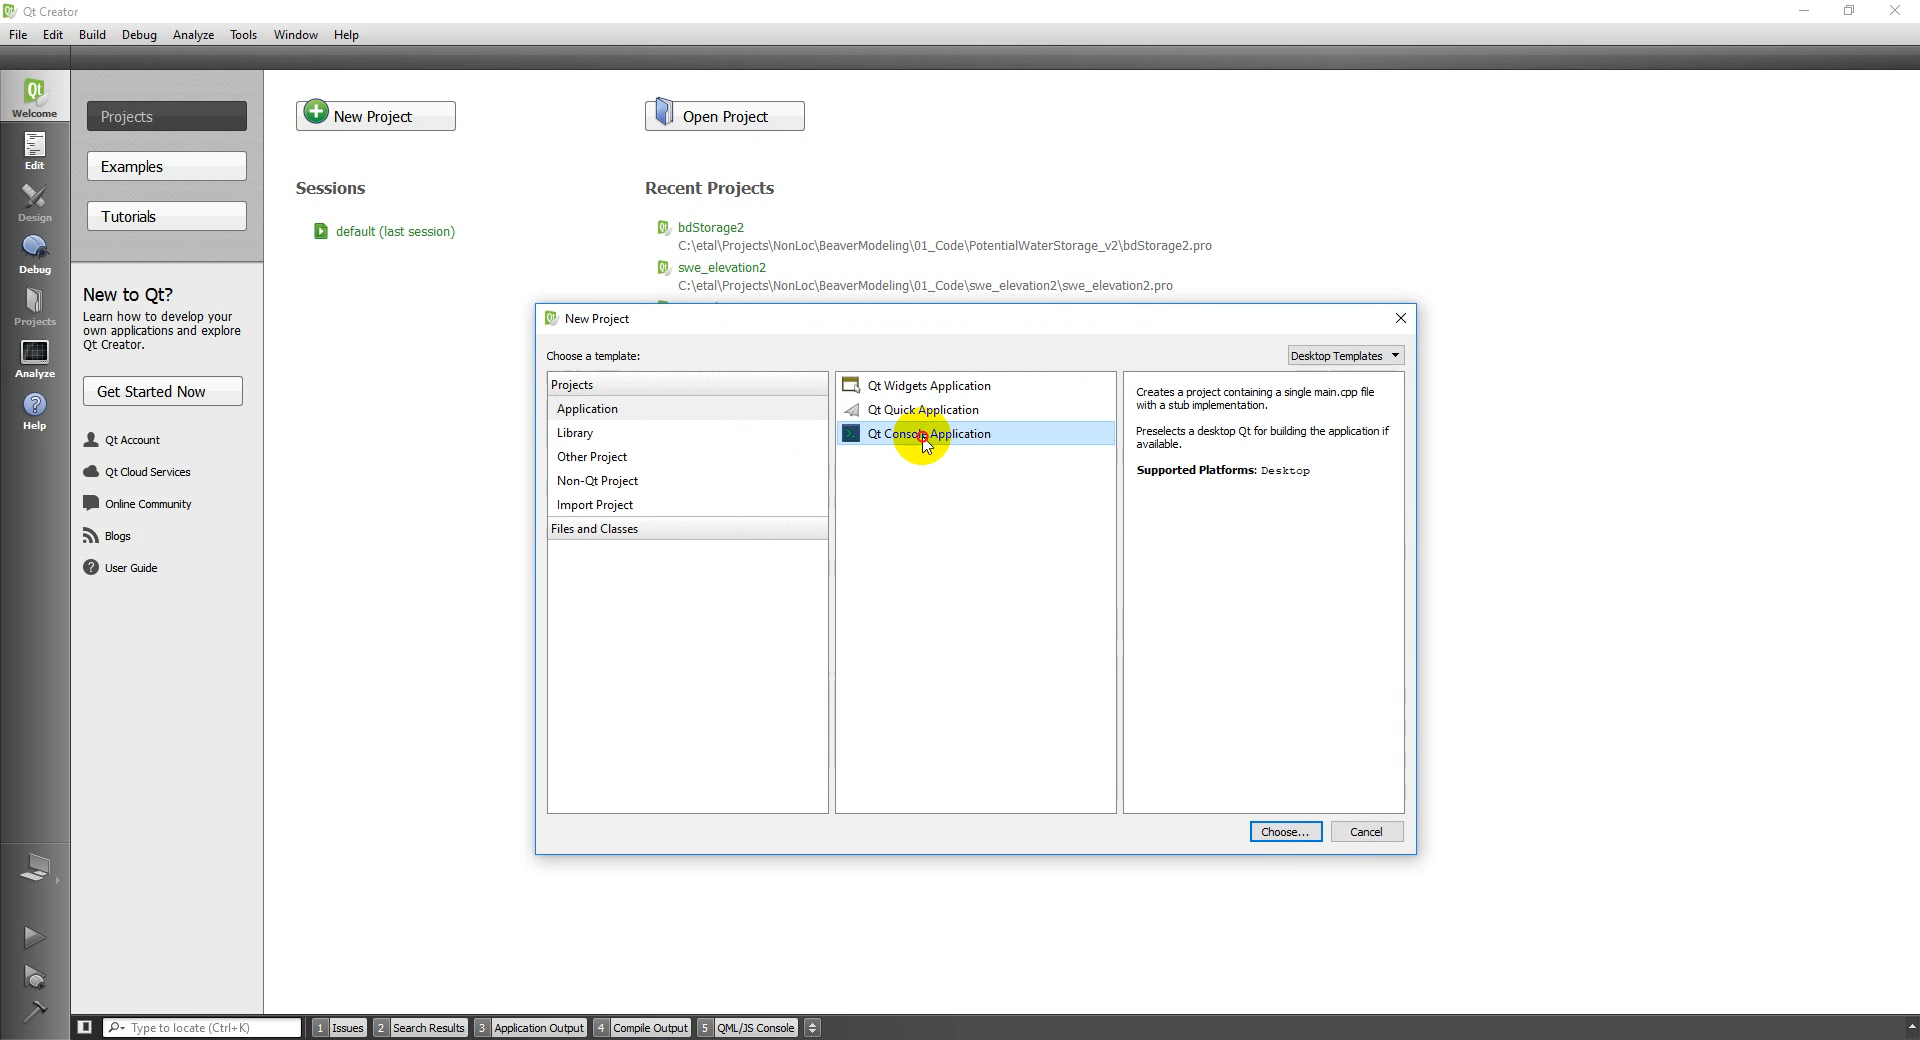 Qt Creator
File Edit Build Debug Analyze Tools Window Help
Qt
Welcome
Edit
Design
Debug
Projects
Analyze
Help
Projects
Examples
Tutorials
New to Qt?
Learn how to develop your
own applications and explore
Qt Creator.
Get Started Now
Qt Account
Qt Cloud Services
Online Community
Blogs
User Guide
New Project
Open Project
Sessions
default (last session)
Recent Projects
bdStorage2
C:\etal\Projects\NonLoc\BeaverModeling\01_Code\PotentialWaterStorage_v2\bdStorage2.pro
swe_elevation2
C:\etal\Projects\NonLoc\BeaverModeling\01_Code\swe_elevation2\swe_elevation2.pro
New Project
Choose a template:
Desktop Templates
Projects
Application
Library
Other Project
Non-Qt Project
Import Project
Files and Classes
Qt Widgets Application
Qt Quick Application
Qt Console Application
Creates a project containing a single main.cpp file
with a stub implementation.
Preselects a desktop Qt for building the application if
available.
Supported Platforms: Desktop
Choose... Cancel
Type to locate (Ctrl+K) 1 Issues 2 Search Results 3 Application Output 4 Compile Output 5 QML/JS Console